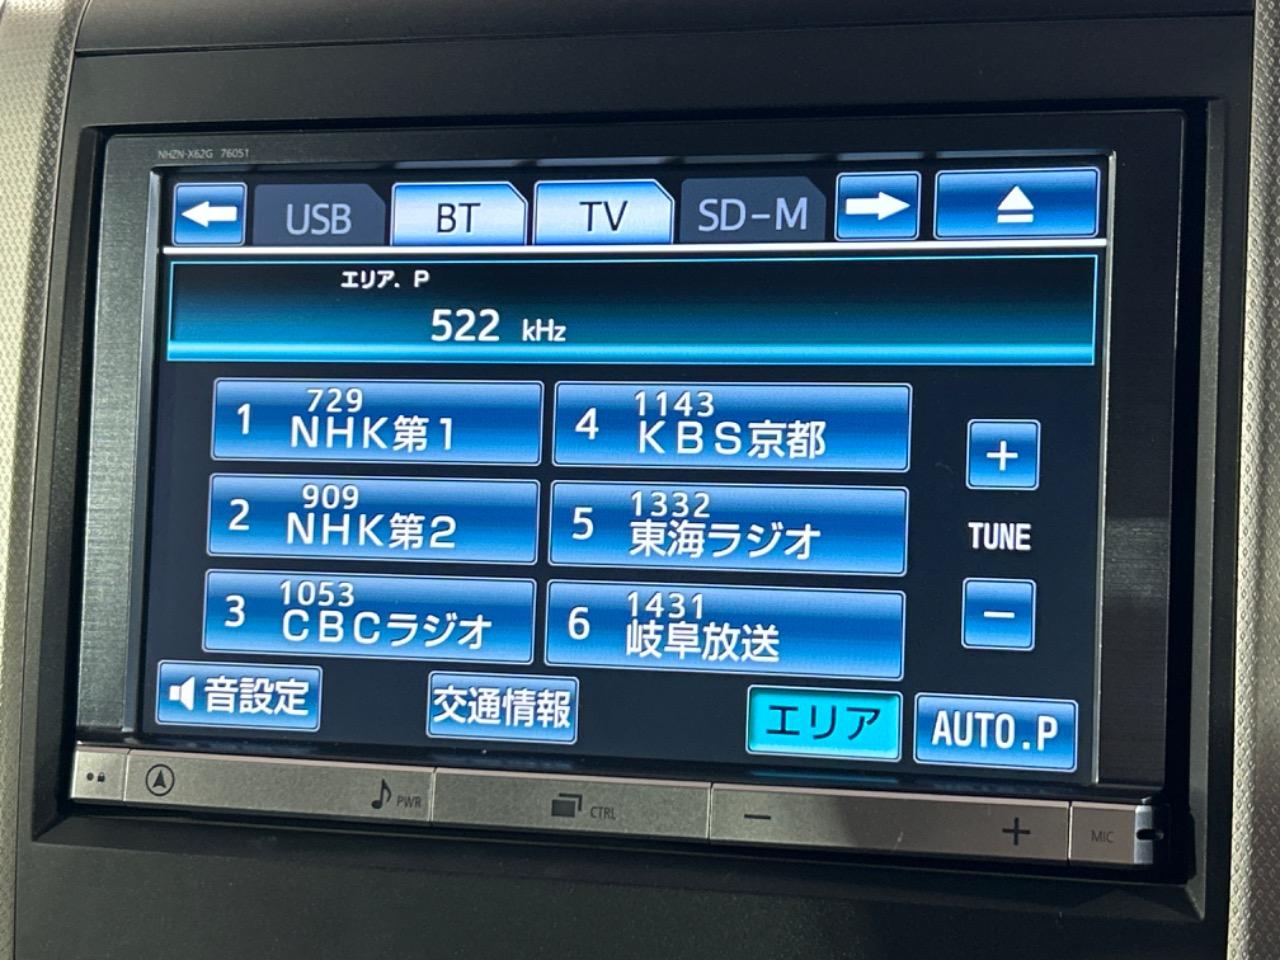 NHZN-X62G 76051
USB BT TV SD-M
エリア. P
522 kHz
1 729 NHK第1
4 1143 KBS京都
2 909 NHK第2
5 1332 東海ラジオ
3 1053 CBCラジオ
6 1431 岐阜放送
+
TUNE
−
音設定
交通情報
エリア
AUTO.P
PWR
CTRL
−
+
MIC